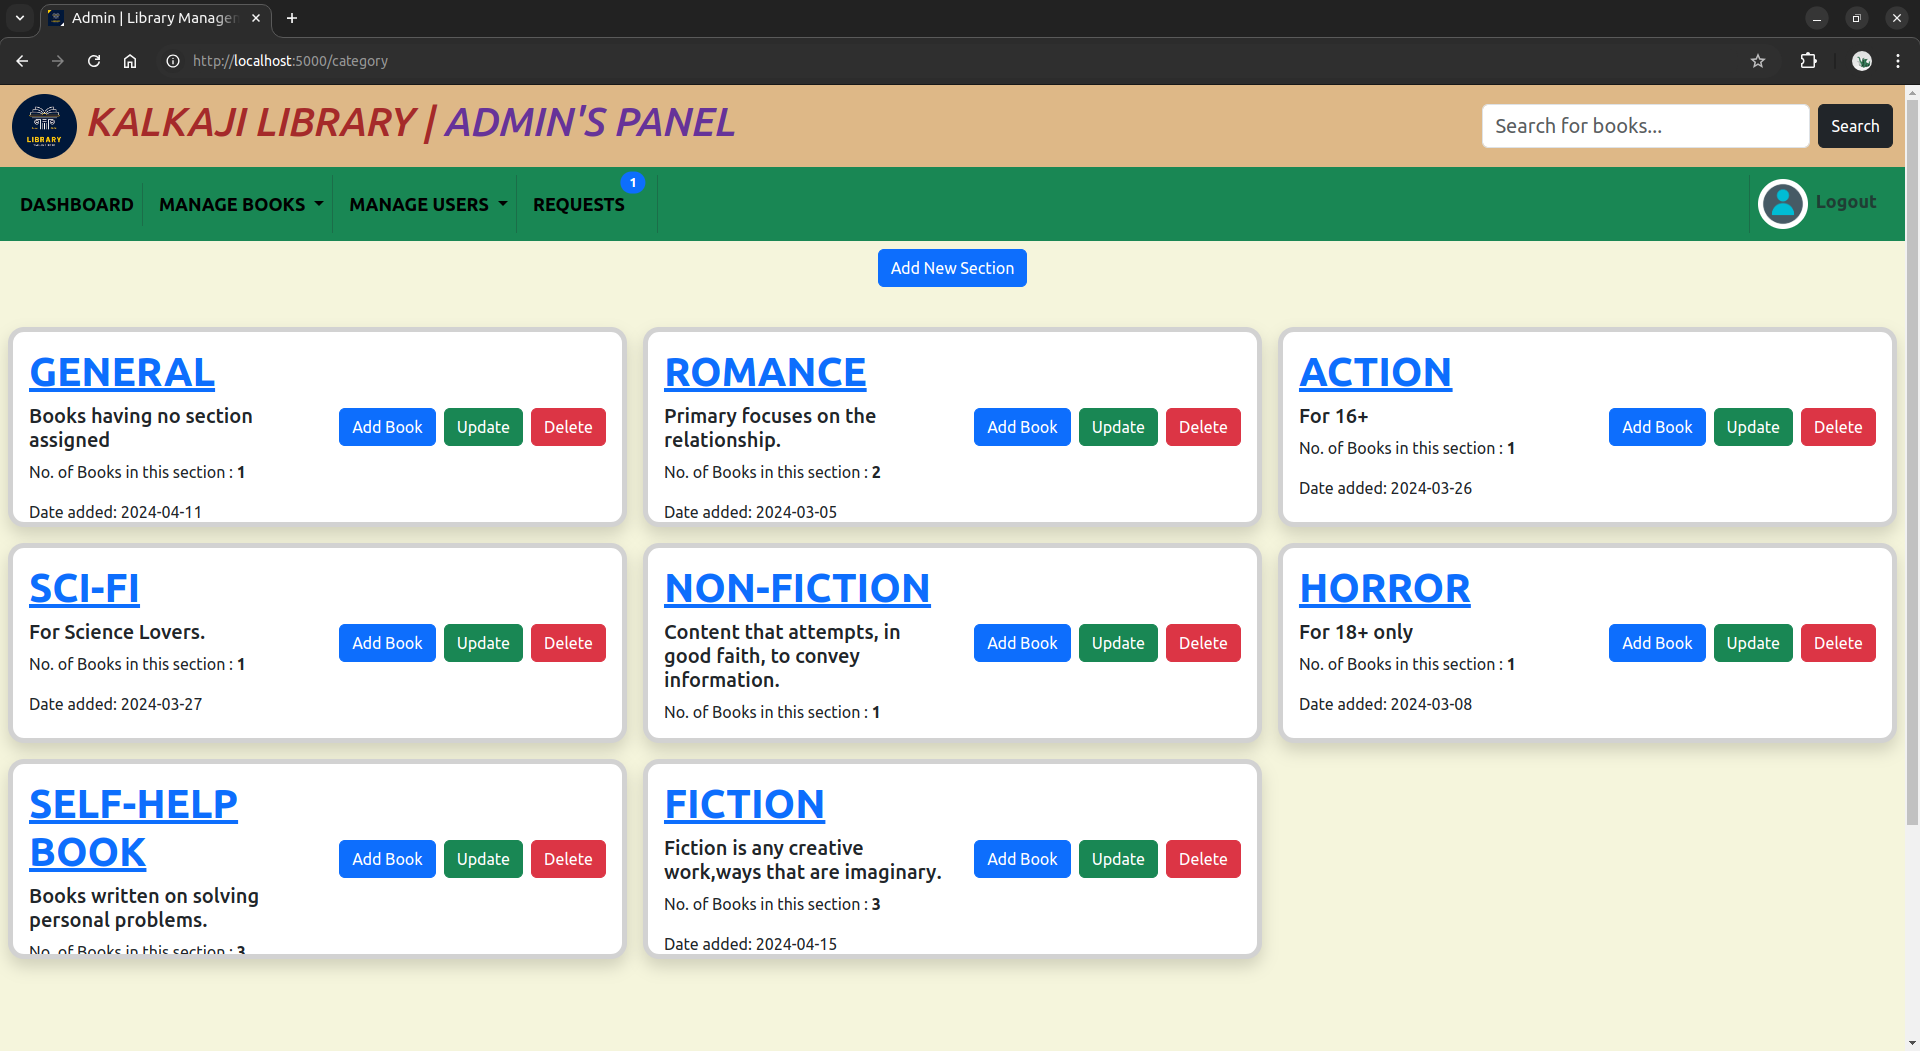 Admin | Library Manager
http://localhost:5000/category
LIBRARY
KALKAJI LIBRARY | ADMIN'S PANEL
Search for books...
Search
DASHBOARD
MANAGE BOOKS
MANAGE USERS
REQUESTS
1
Logout
Add New Section
GENERAL
Books having no section
assigned
No. of Books in this section : 1
Date added: 2024-04-11
Add Book
Update
Delete
ROMANCE
Primary focuses on the
relationship.
No. of Books in this section : 2
Date added: 2024-03-05
Add Book
Update
Delete
ACTION
For 16+
No. of Books in this section : 1
Date added: 2024-03-26
Add Book
Update
Delete
SCI-FI
For Science Lovers.
No. of Books in this section : 1
Date added: 2024-03-27
Add Book
Update
Delete
NON-FICTION
Content that attempts, in
good faith, to convey
information.
No. of Books in this section : 1
Add Book
Update
Delete
HORROR
For 18+ only
No. of Books in this section : 1
Date added: 2024-03-08
Add Book
Update
Delete
SELF-HELP
BOOK
Books written on solving
personal problems.
No. of Books in this section : 3
Add Book
Update
Delete
FICTION
Fiction is any creative
work,ways that are imaginary.
No. of Books in this section : 3
Date added: 2024-04-15
Add Book
Update
Delete